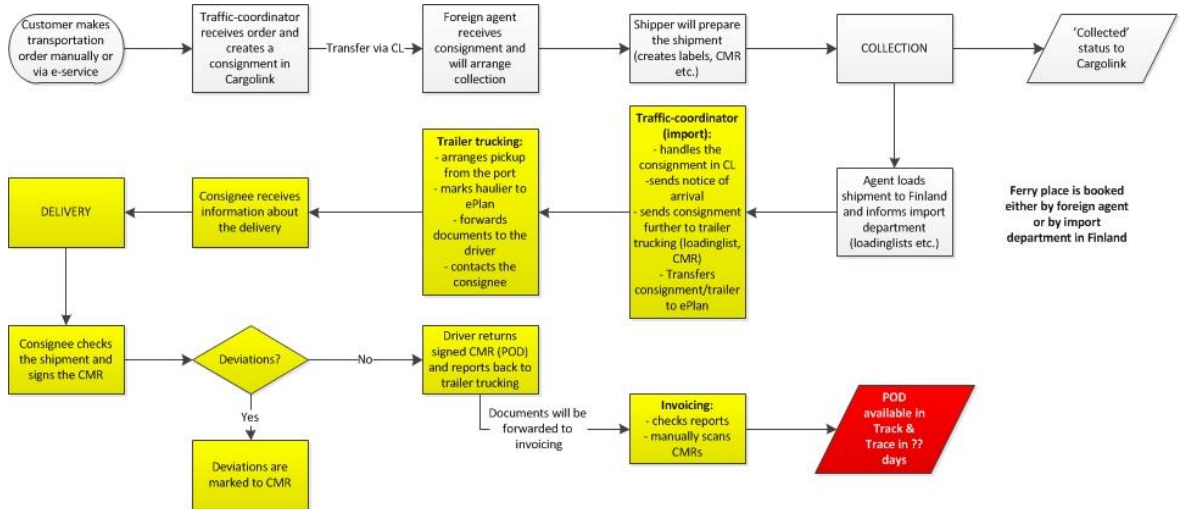 Customer makes
transportation
order manually or
via e-service
Traffic-coordinator
receives order and
creates a
consignment in
Cargolink
Transfer via CL
Foreign agent
receives
consignment and
will arrange
collection
Shipper will prepare
the shipment
(creates labels, CMR
etc.)
COLLECTION
'Collected'
status to
Cargolink
DELIVERY
Consignee receives
information about
the delivery
Trailer trucking:
- arranges pickup
from the port
- marks haulier to
ePlan
- forwards
documents to the
driver
- contacts the
consignee
Traffic-coordinator
(import):
- handles the
consignment in CL
-sends notice of
arrival
- sends consignment
further to trailer
trucking (loadinglist,
CMR)
- Transfers
consignment/trailer
to ePlan
Agent loads
shipment to Finland
and informs import
department
(loadinglists etc.)
Ferry place is booked
either by foreign agent
or by import
department in Finland
Consignee checks
the shipment and
signs the CMR
Deviations?
No
Driver returns
signed CMR (POD)
and reports back to
trailer trucking
Yes
Deviations are
marked to CMR
Documents will be
forwarded to
invoicing
Invoicing:
- checks reports
- manually scans
CMRs
POD
available in
Track &
Trace in ??
days